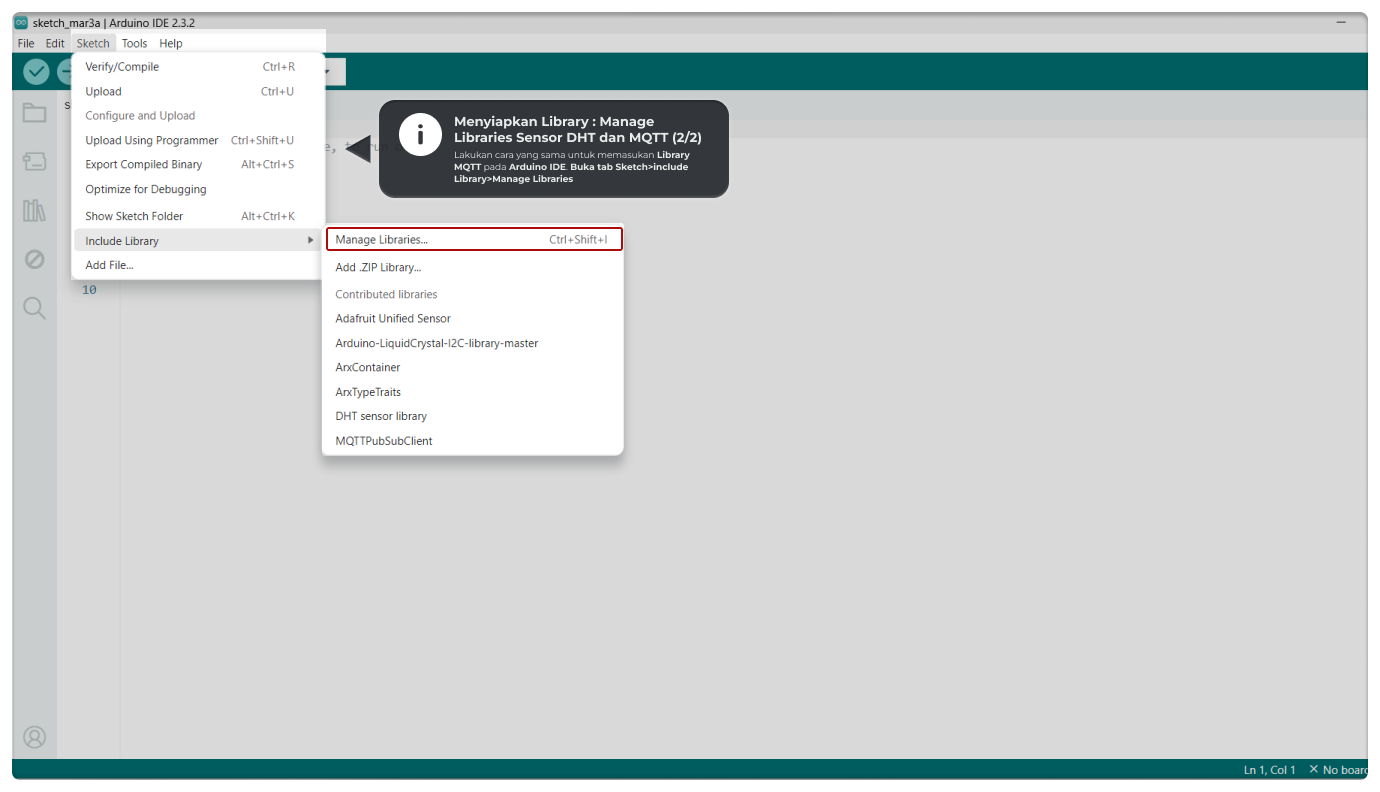 sketch_mar3a | Arduino IDE 2.3.2
File Edit Sketch Tools Help
Verify/Compile Ctrl+R
Upload Ctrl+U
Configure and Upload
Upload Using Programmer Ctrl+Shift+U
Export Compiled Binary Alt+Ctrl+S
Optimize for Debugging
Show Sketch Folder Alt+Ctrl+K
Include Library
Add File...
10
Menyiapkan Library : Manage
Libraries Sensor DHT dan MQTT (2/2)
Lakukan cara yang sama untuk memasukan Library
MQTT pada Arduino IDE. Buka tab Sketch>include
Library>Manage Libraries
Manage Libraries... Ctrl+Shift+I
Add .ZIP Library...
Contributed libraries
Adafruit Unified Sensor
Arduino-LiquidCrystal-I2C-library-master
ArxContainer
ArxTypeTraits
DHT sensor library
MQTTPubSubClient
Ln 1, Col 1 No board